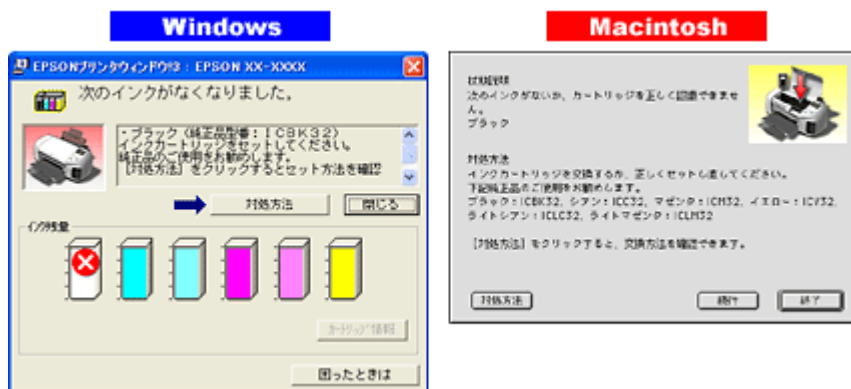 Windows
EPSONプリンタウィンドウ!3 : EPSON XX-XXXX
次のインクがなくなりました。
・ブラック（純正品型番：ICBK32）
インクカートリッジをセットしてください。
純正品のご使用をお勧めします。
［対処方法］をクリックするとセット方法を確認
対処方法
閉じる
インク残量
カートリッジ情報
困ったときは
Macintosh
次のインクがないか、カートリッジを正しく認識できませ
ん。
ブラック
対処方法
インクカートリッジを交換するか、正しくセットし直してください。
下記純正品のご使用をお勧めします。
ブラック：ICBK32, シアン：ICC32, マゼンタ：ICM32, イエロー：ICY32,
ライトシアン：ICLC32, ライトマゼンタ：ICLM32
［対処方法］をクリックすると、交換方法を確認できます。
対処方法
続行
終了